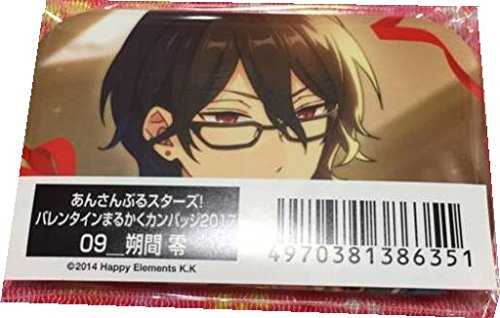 あんさんぶるスターズ!
バレンタインまるかくカンバッジ2017
09__朔間 零
4970381386351
©2014 Happy Elements K.K